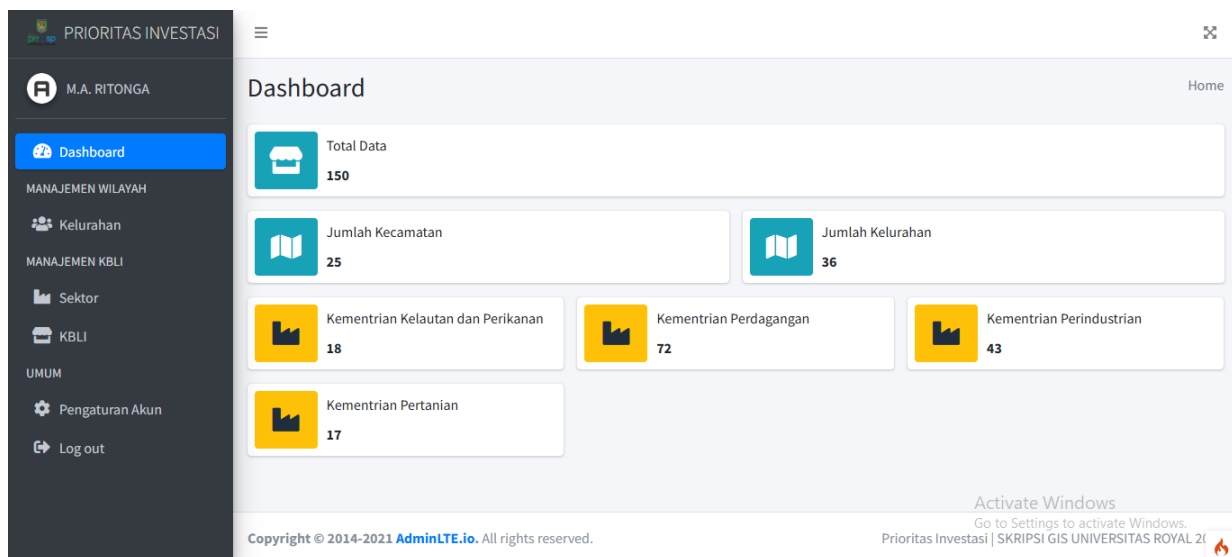 PRIORITAS INVESTASI
M.A. RITONGA
Dashboard
MANAJEMEN WILAYAH
Kelurahan
MANAJEMEN KBLI
Sektor
KBLI
UMUM
Pengaturan Akun
Log out
Dashboard
Home
Total Data
150
Jumlah Kecamatan
25
Jumlah Kelurahan
36
Kementrian Kelautan dan Perikanan
18
Kementrian Perdagangan
72
Kementrian Perindustrian
43
Kementrian Pertanian
17
Activate Windows
Go to Settings to activate Windows.
Copyright © 2014-2021 AdminLTE.io. All rights reserved.
Prioritas Investasi | SKRIPSI GIS UNIVERSITAS ROYAL